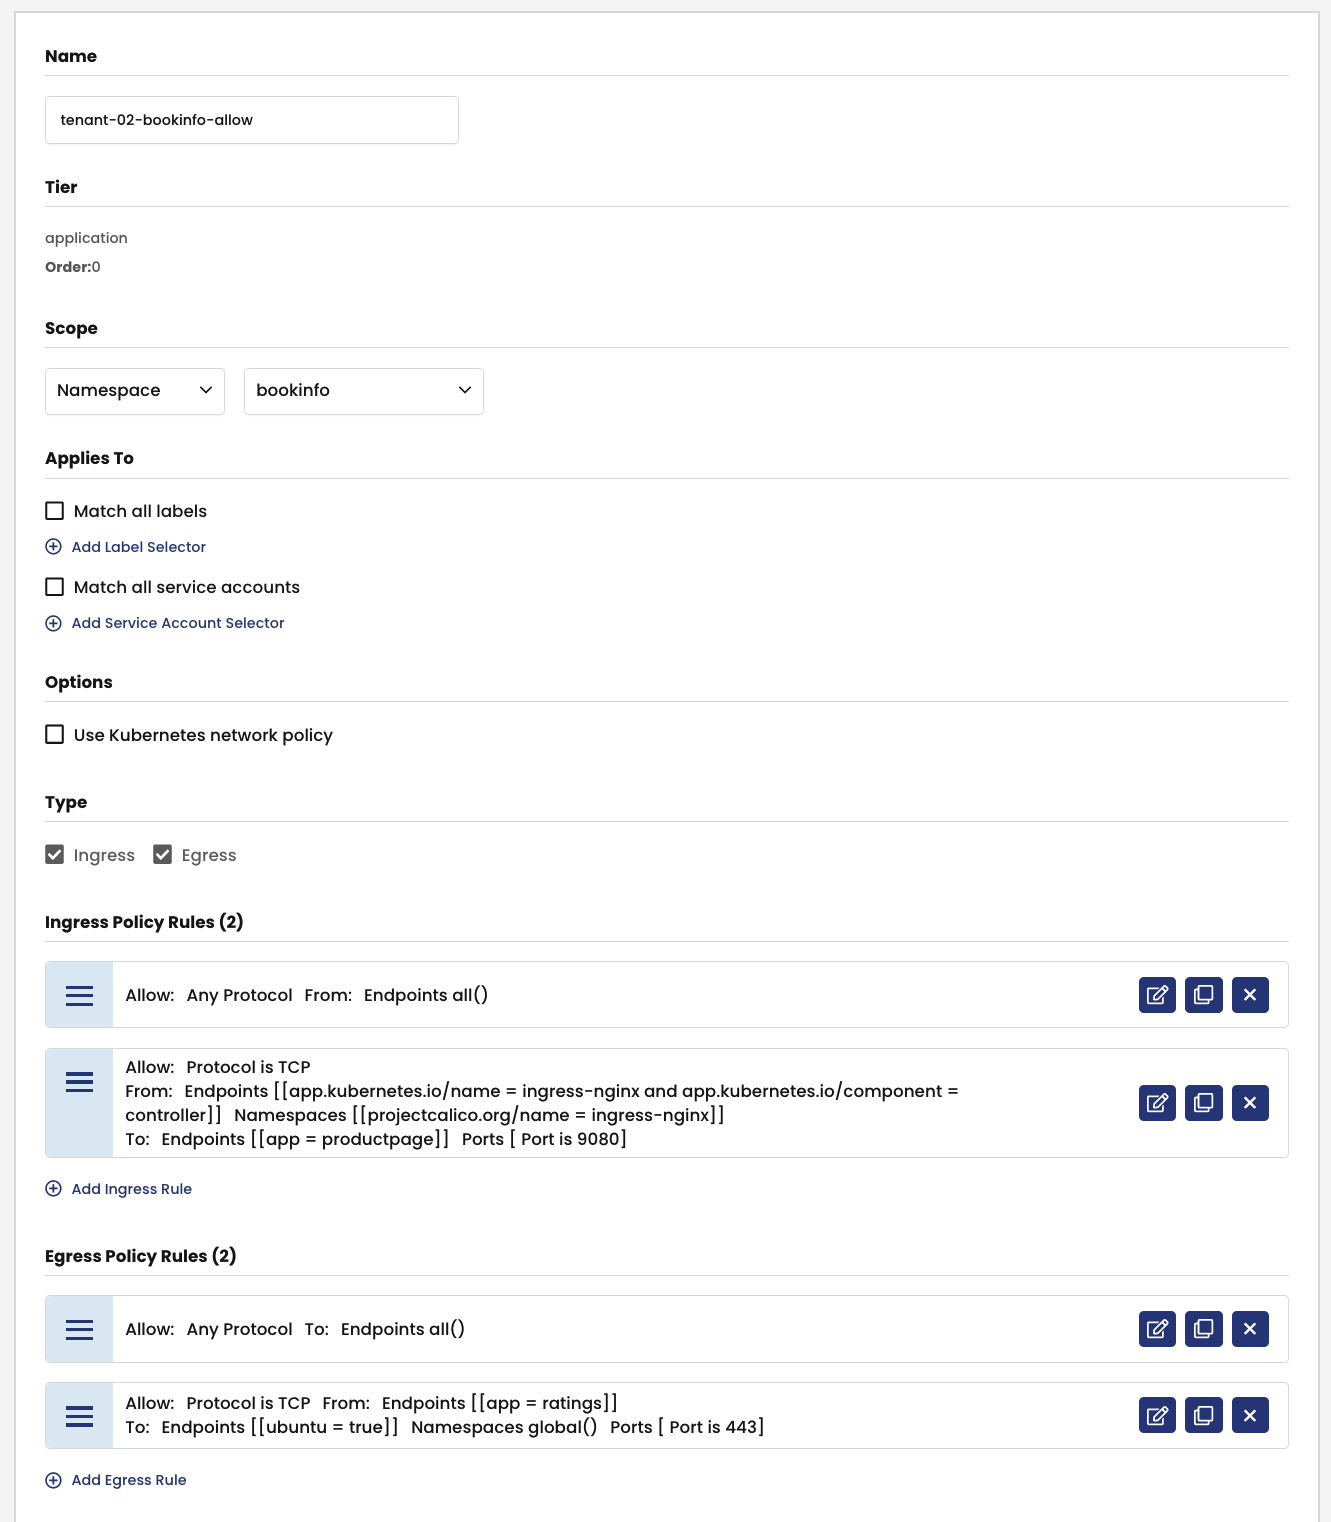 Name
tenant-02-bookinfo-allow
Tier
application
Order:0
Scope
Namespace bookinfo
Applies To
Match all labels
Add Label Selector
Match all service accounts
Add Service Account Selector
Options
Use Kubernetes network policy
Type
Ingress Egress
Ingress Policy Rules (2)
Allow: Any Protocol From: Endpoints all()
Allow: Protocol is TCP
From: Endpoints [[app.kubernetes.io/name = ingress-nginx and app.kubernetes.io/component =
controller]] Namespaces [[projectcalico.org/name = ingress-nginx]]
To: Endpoints [[app = productpage]] Ports [ Port is 9080]
Add Ingress Rule
Egress Policy Rules (2)
Allow: Any Protocol To: Endpoints all()
Allow: Protocol is TCP From: Endpoints [[app = ratings]]
To: Endpoints [[ubuntu = true]] Namespaces global() Ports [ Port is 443]
Add Egress Rule